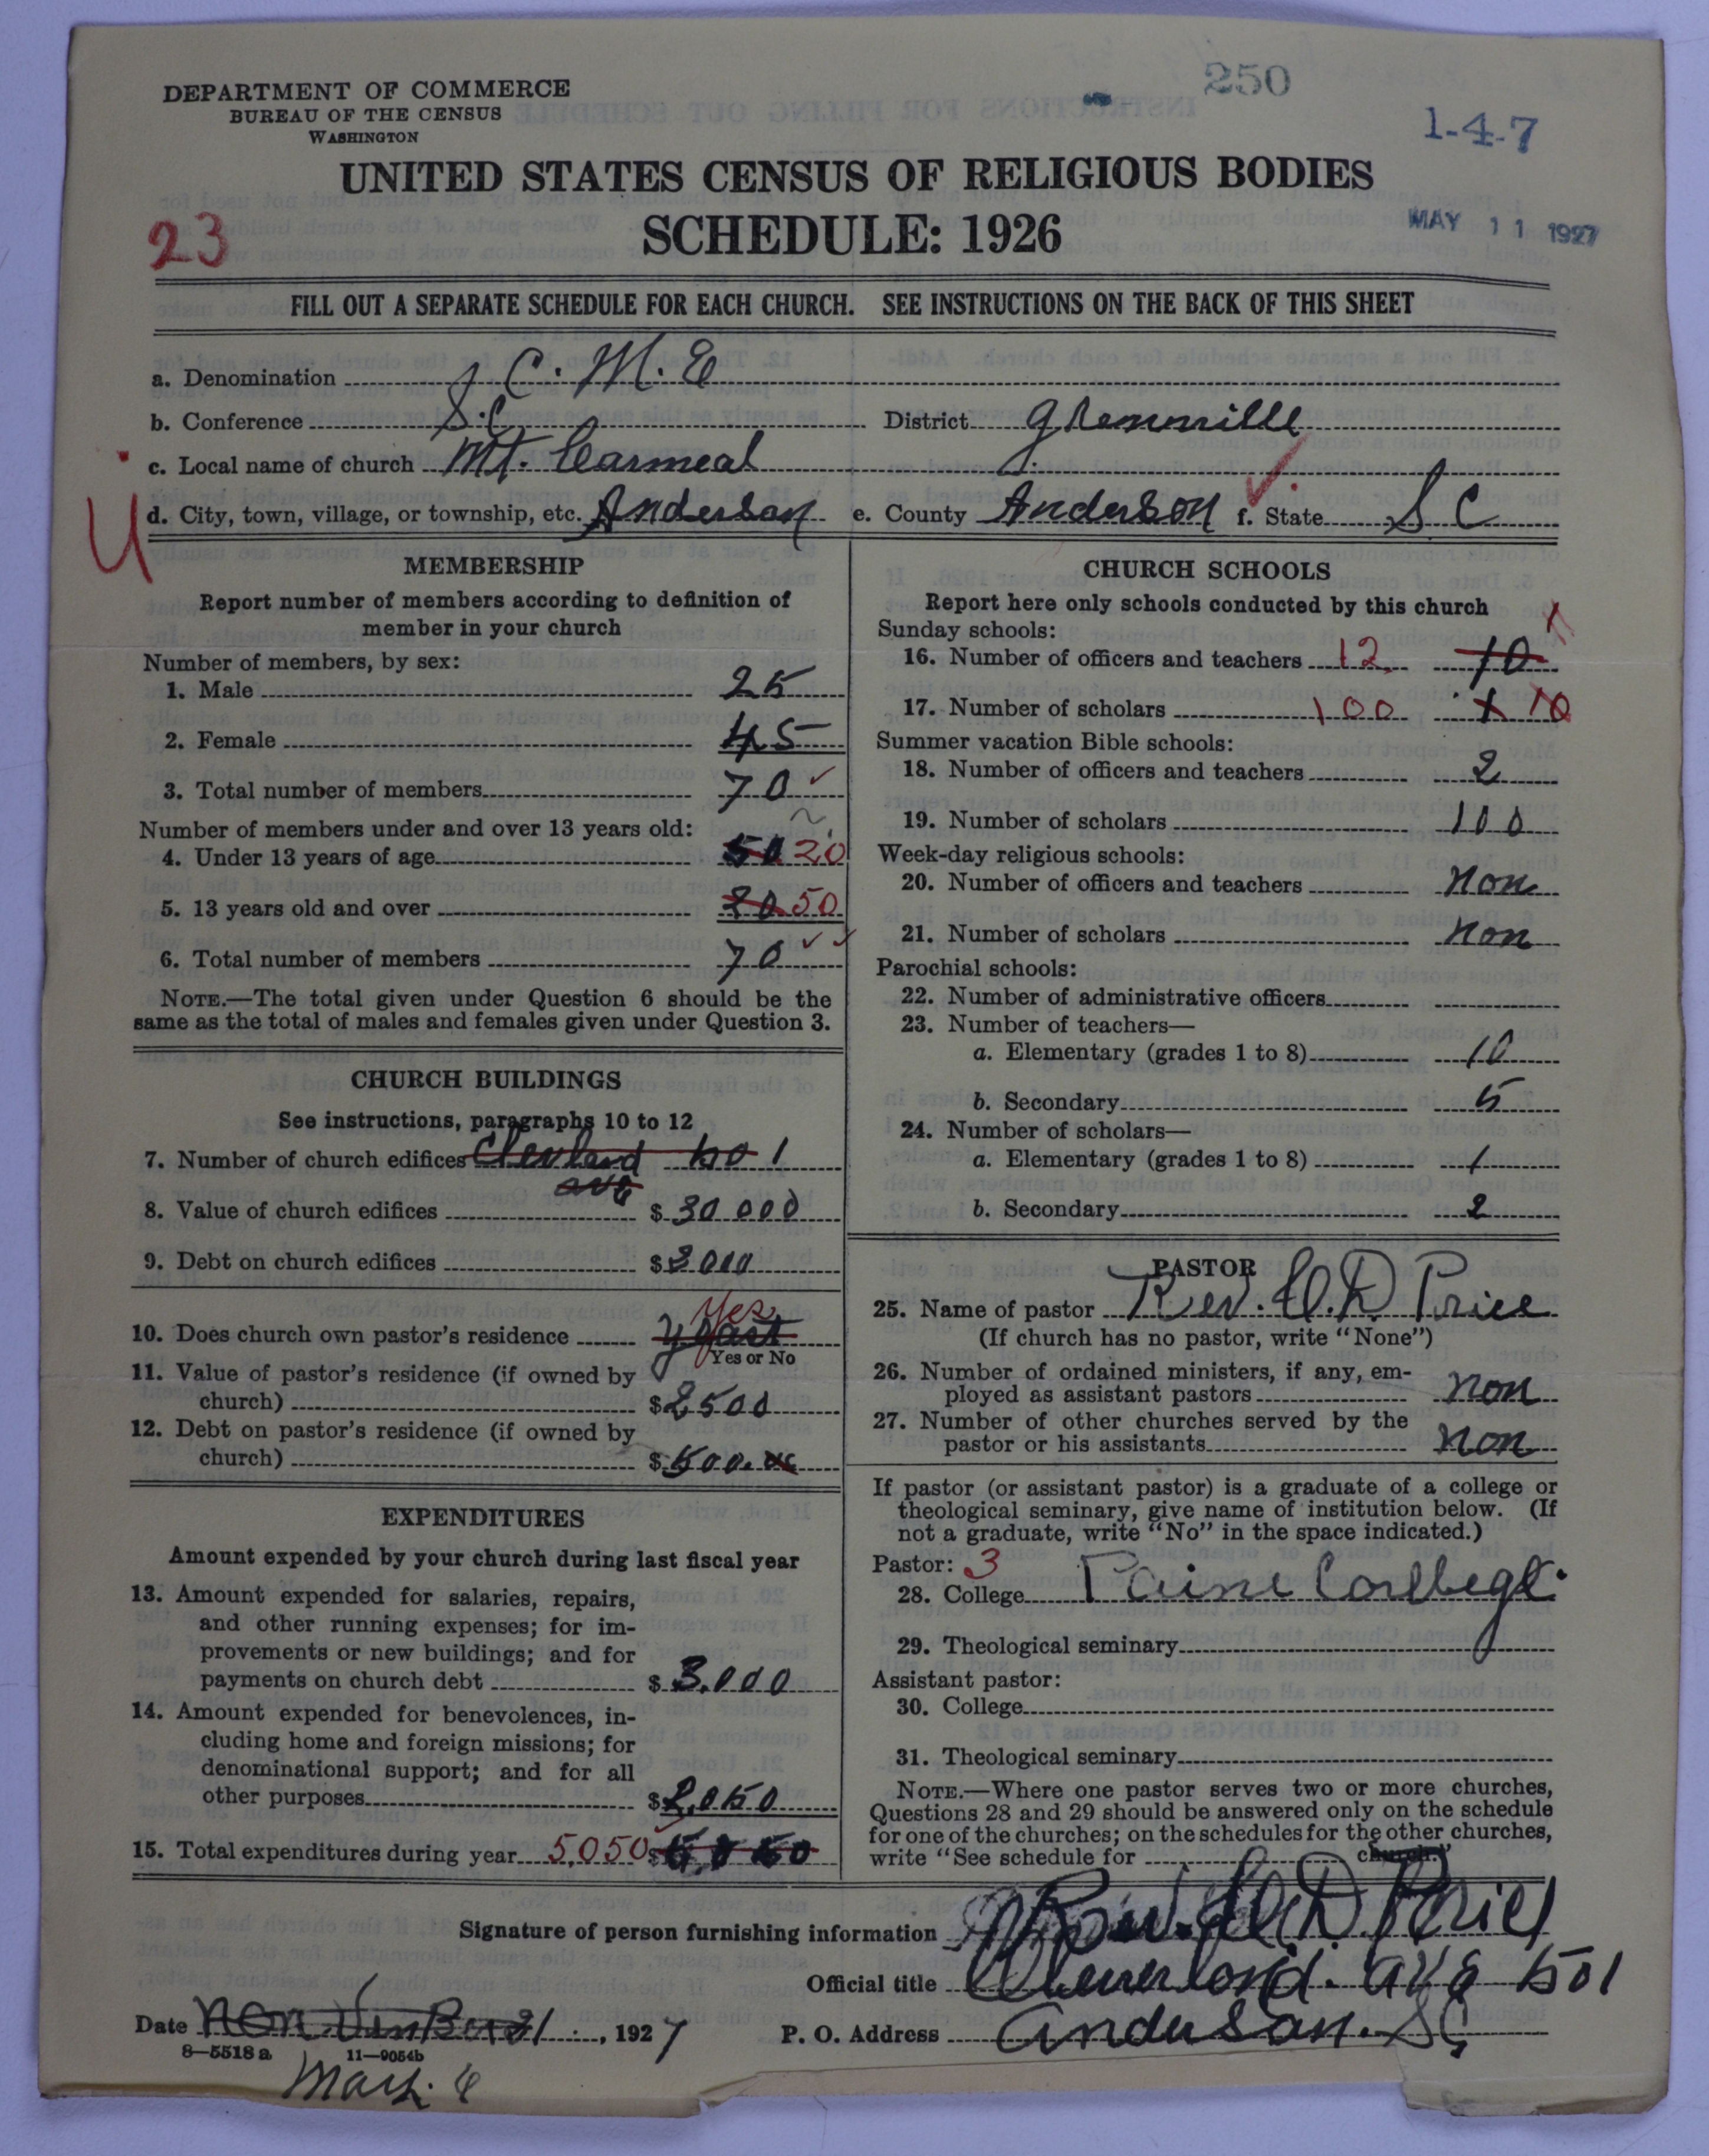 250
1-4-7
DEPARTMENT OF COMMERCE
BUREAU OF THE CENSUS
WASHINGTON
UNITED STATES CENSUS OF RELIGIOUS BODIES
SCHEDULE: 1926
23
MAY 11 1927
FILL OUT A SEPARATE SCHEDULE FOR EACH CHURCH. SEE INSTRUCTIONS ON THE BACK OF THIS SHEET
a. Denomination C. M. E
b. Conference S.C District Greenville
c. Local name of church Mt. Carmeal
U d. City, town, village, or township, etc. Anderson e. County Anderson f. State S C
MEMBERSHIP
Report number of members according to definition of
member in your church
Number of members, by sex:
1. Male 25
2. Female 45
3. Total number of members 70
Number of members under and over 13 years old:
4. Under 13 years of age 50 20
5. 13 years old and over 20 50
6. Total number of members 70
NOTE.—The total given under Question 6 should be the
same as the total of males and females given under Question 3.
CHURCH BUILDINGS
See instructions, paragraphs 10 to 12
7. Number of church edifices Clevland 501
ave
8. Value of church edifices $ 30 000
9. Debt on church edifices $ 3000
Yes
10. Does church own pastor's residence
Yes or No
11. Value of pastor's residence (if owned by
church) $ 2500
12. Debt on pastor's residence (if owned by
church) $ 500.00
EXPENDITURES
Amount expended by your church during last fiscal year
13. Amount expended for salaries, repairs,
and other running expenses; for im-
provements or new buildings; and for
payments on church debt $ 3,000
14. Amount expended for benevolences, in-
cluding home and foreign missions; for
denominational support; and for all
other purposes $ 2,050
15. Total expenditures during year 5,050 $ 5,050
CHURCH SCHOOLS
Report here only schools conducted by this church
Sunday schools:
16. Number of officers and teachers 12 10
17. Number of scholars 100 10
Summer vacation Bible schools:
18. Number of officers and teachers 2
19. Number of scholars 100
Week-day religious schools:
20. Number of officers and teachers non
21. Number of scholars non
Parochial schools:
22. Number of administrative officers
23. Number of teachers—
a. Elementary (grades 1 to 8) 10
b. Secondary 5
24. Number of scholars—
a. Elementary (grades 1 to 8) 1
b. Secondary 2
PASTOR
25. Name of pastor Rev. D Price
(If church has no pastor, write "None")
26. Number of ordained ministers, if any, em-
ployed as assistant pastors non
27. Number of other churches served by the
pastor or his assistants non
If pastor (or assistant pastor) is a graduate of a college or
theological seminary, give name of institution below. (If
not a graduate, write "No" in the space indicated.)
Pastor: 3
28. College Paine Collbege
29. Theological seminary
Assistant pastor:
30. College
31. Theological seminary
NOTE.—Where one pastor serves two or more churches,
Questions 28 and 29 should be answered only on the schedule
for one of the churches; on the schedules for the other churches,
write "See schedule for church."
Signature of person furnishing information Rev. D Price
Official title ave 501
Date 31, 1927 P. O. Address Anderson. SC
8—5518 a 11—9054b
May. 6